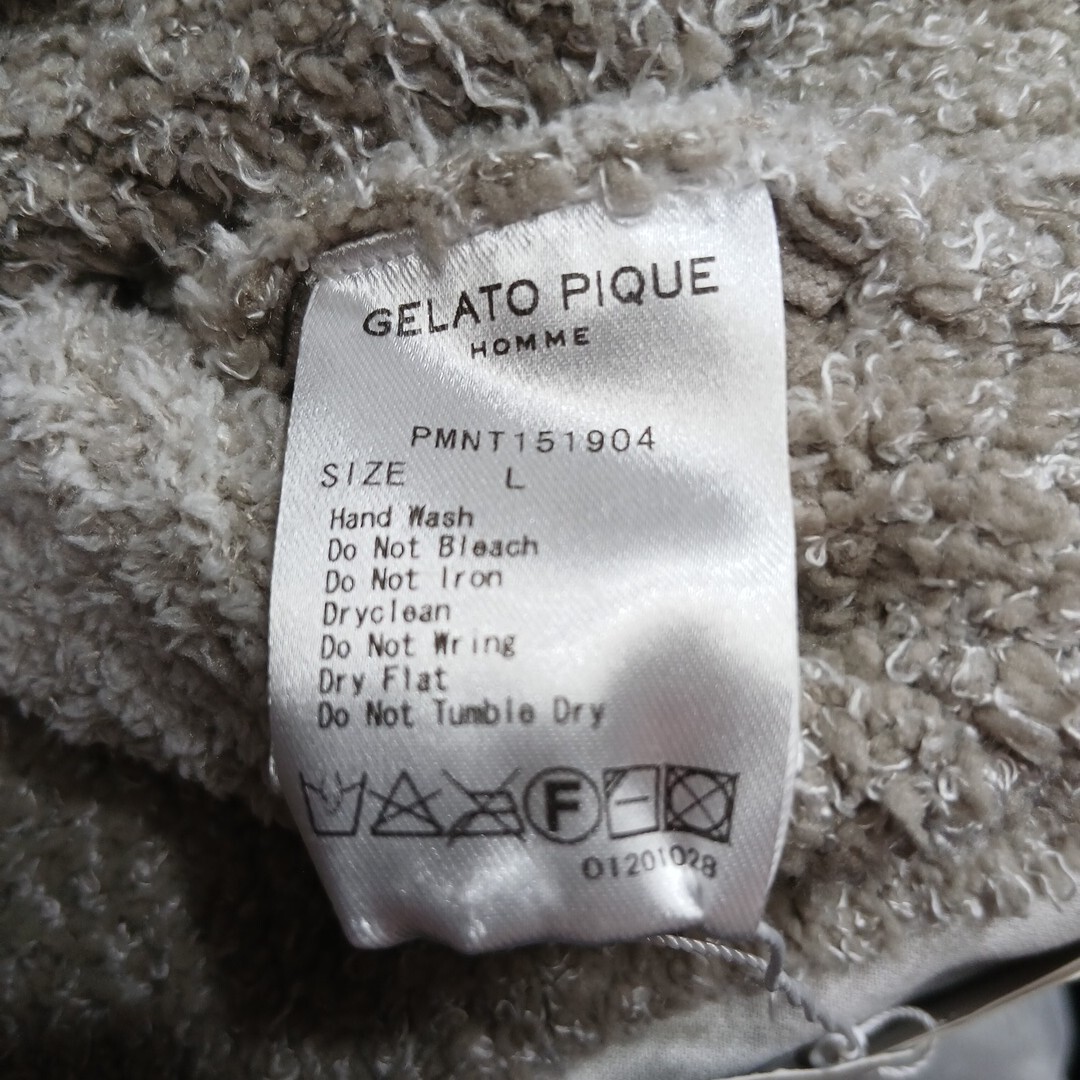 GELATO PIQUE
HOMME
PMNT151904
SIZE L
Hand Wash
Do Not Bleach
Do Not Iron
Dryclean
Do Not Wring
Dry Flat
Do Not Tumble Dry
F
01201028